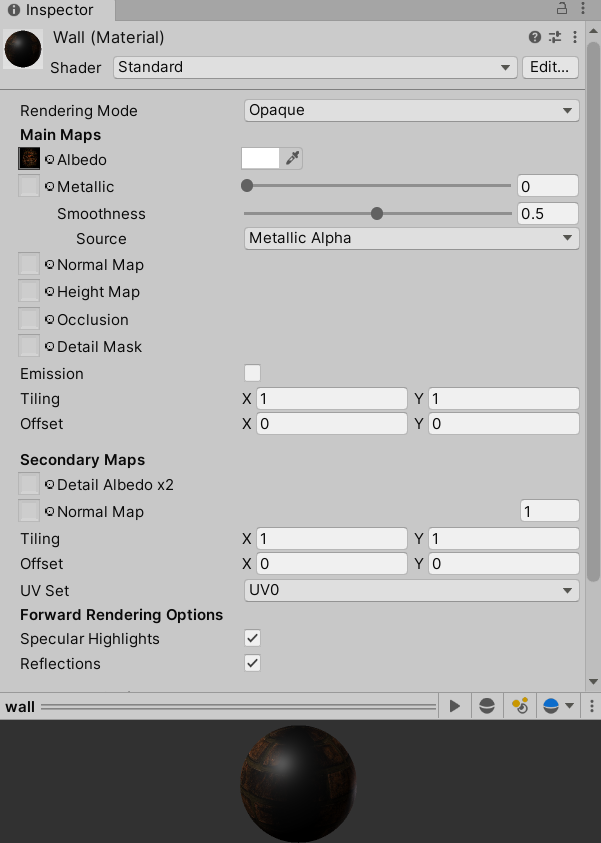 Inspector
Wall (Material)
Shader Standard Edit...
Rendering Mode Opaque
Main Maps
Albedo
Metallic 0
Smoothness 0.5
Source Metallic Alpha
Normal Map
Height Map
Occlusion
Detail Mask
Emission
Tiling X 1 Y 1
Offset X 0 Y 0
Secondary Maps
Detail Albedo x2
Normal Map 1
Tiling X 1 Y 1
Offset X 0 Y 0
UV Set UV0
Forward Rendering Options
Specular Highlights
Reflections
wall